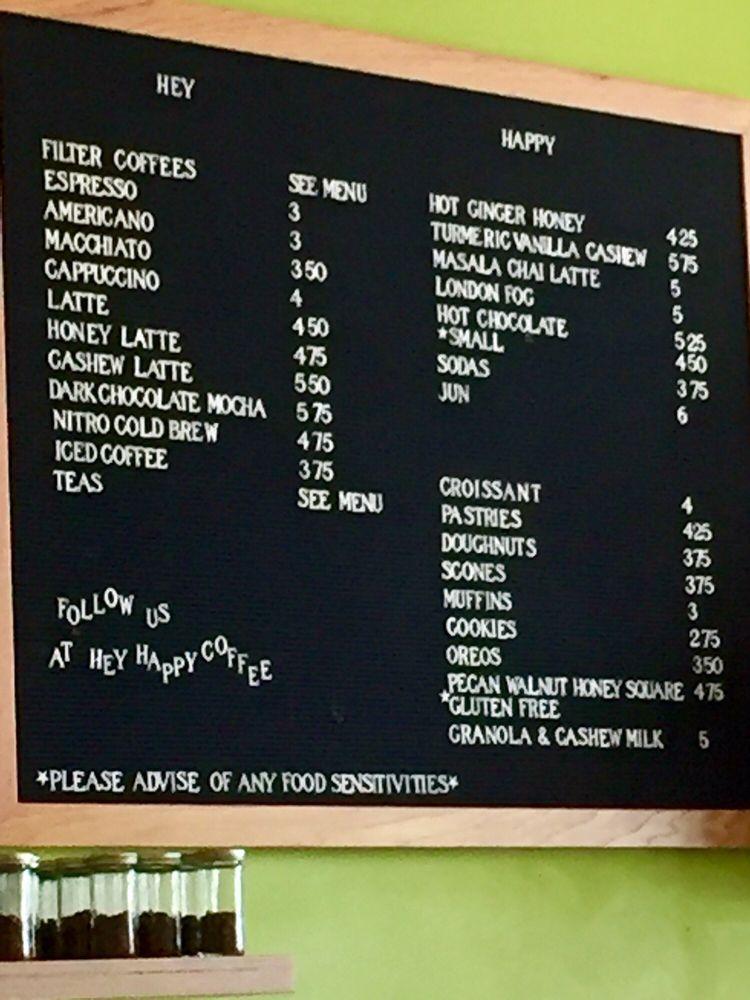 HEY
FILTER COFFEES SEE MENU
ESPRESSO 3
AMERICANO 3
MACCHIATO 350
CAPPUCCINO 4
LATTE 450
HONEY LATTE 475
CASHEW LATTE 550
DARK CHOCOLATE MOCHA 575
NITRO COLD BREW 475
ICED COFFEE 375
TEAS SEE MENU
FOLLOW US
AT HEY HAPPY COFFEE
HAPPY
HOT GINGER HONEY 425
TURMERIC VANILLA CASHEW 575
MASALA CHAI LATTE 5
LONDON FOG 5
HOT CHOCOLATE 525
*SMALL 450
SODAS 375
JUN 6
CROISSANT 4
PASTRIES 425
DOUGHNUTS 375
SCONES 375
MUFFINS 3
COOKIES 275
OREOS 350
PECAN WALNUT HONEY SQUARE 475
*GLUTEN FREE
GRANOLA & CASHEW MILK 5
*PLEASE ADVISE OF ANY FOOD SENSITIVITIES*